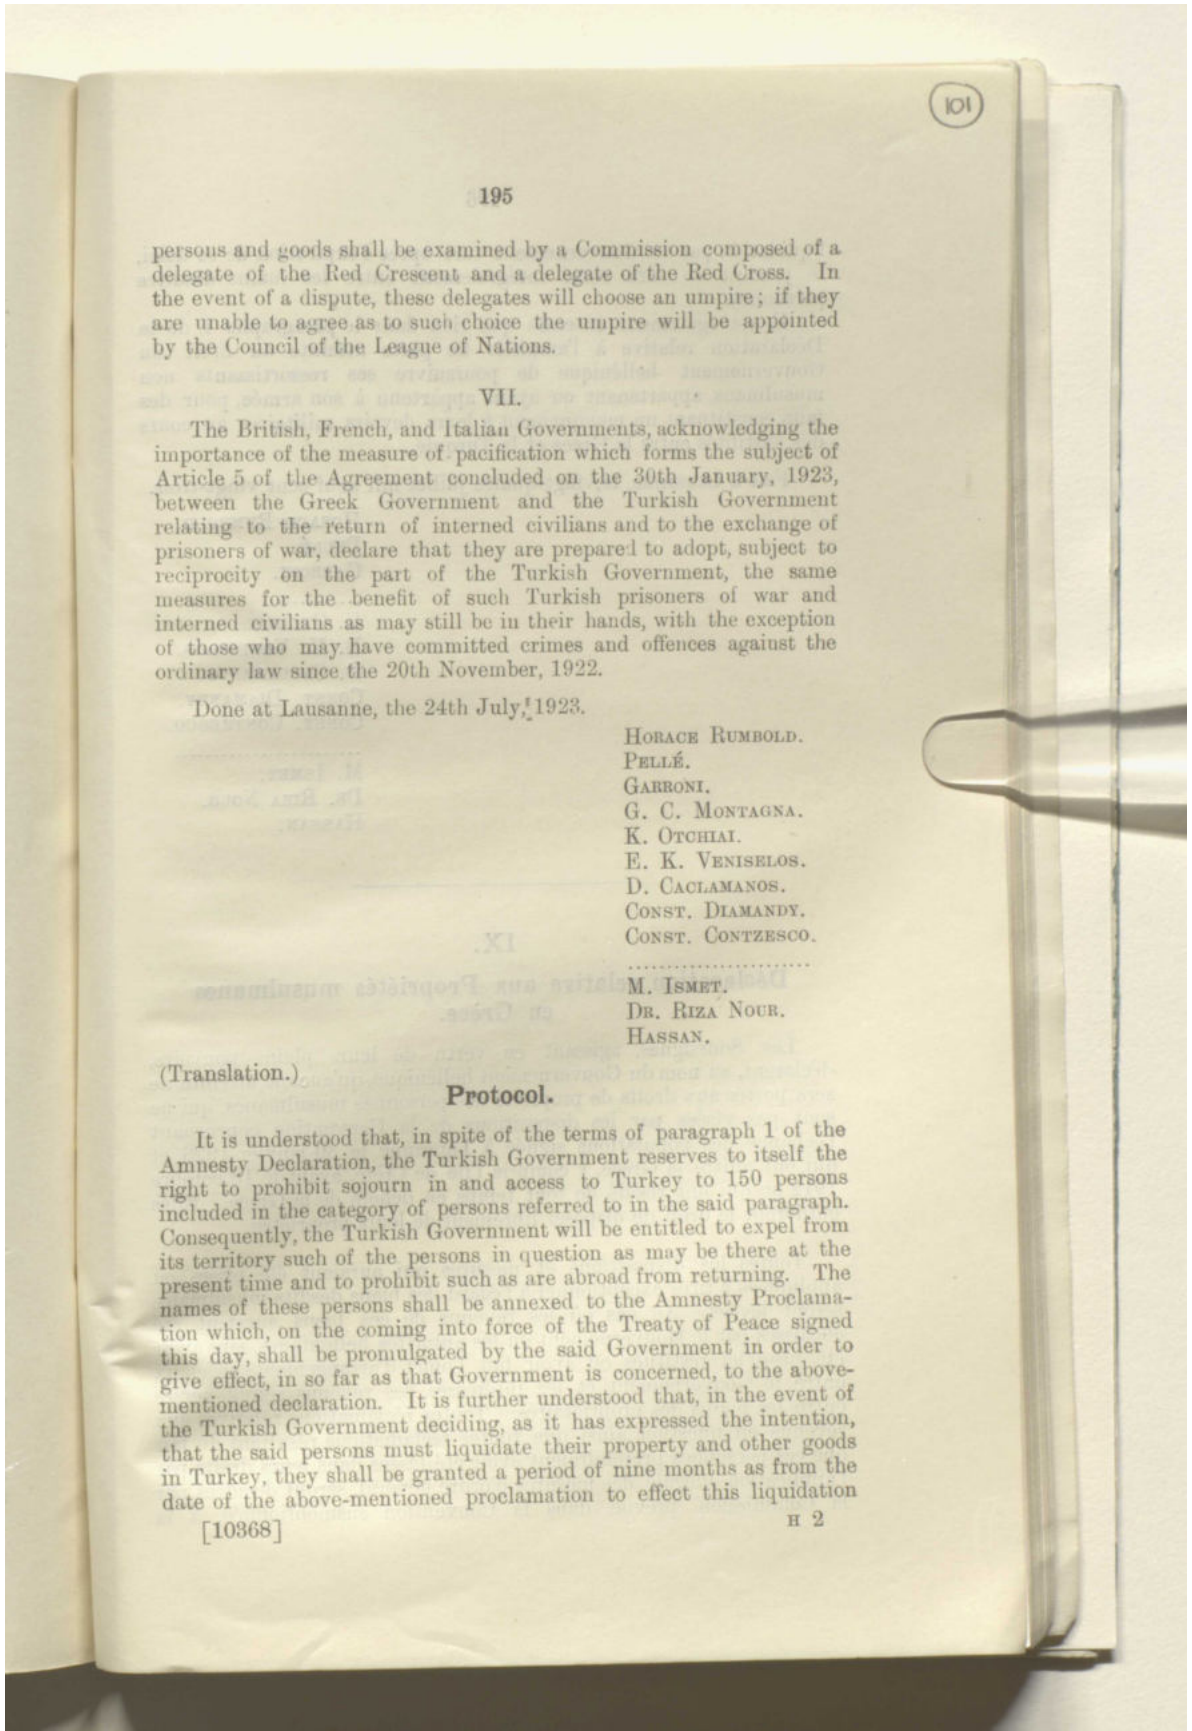 101
195
persons and goods shall be examined by a Commission composed of a
delegate of the Red Crescent and a delegate of the Red Cross. In
the event of a dispute, these delegates will choose an umpire; if they
are unable to agree as to such choice the umpire will be appointed
by the Council of the League of Nations.
VII.
The British, French, and Italian Governments, acknowledging the
importance of the measure of pacification which forms the subject of
Article 5 of the Agreement concluded on the 30th January, 1923,
between the Greek Government and the Turkish Government
relating to the return of interned civilians and to the exchange of
prisoners of war, declare that they are prepared to adopt, subject to
reciprocity on the part of the Turkish Government, the same
measures for the benefit of such Turkish prisoners of war and
interned civilians as may still be in their hands, with the exception
of those who may have committed crimes and offences against the
ordinary law since the 20th November, 1922.
Done at Lausanne, the 24th July, 1923.
HORACE RUMBOLD.
PELLÉ.
GARRONI.
G. C. MONTAGNA.
K. OTCHIAI.
E. K. VENISELOS.
D. CACLAMANOS.
CONST. DIAMANDY.
CONST. CONTZESCO.
........................
M. ISMET.
DR. RIZA NOUR.
HASSAN.
(Translation.)
Protocol.
It is understood that, in spite of the terms of paragraph 1 of the
Amnesty Declaration, the Turkish Government reserves to itself the
right to prohibit sojourn in and access to Turkey to 150 persons
included in the category of persons referred to in the said paragraph.
Consequently, the Turkish Government will be entitled to expel from
its territory such of the persons in question as may be there at the
present time and to prohibit such as are abroad from returning. The
names of these persons shall be annexed to the Amnesty Proclama-
tion which, on the coming into force of the Treaty of Peace signed
this day, shall be promulgated by the said Government in order to
give effect, in so far as that Government is concerned, to the above-
mentioned declaration. It is further understood that, in the event of
the Turkish Government deciding, as it has expressed the intention,
that the said persons must liquidate their property and other goods
in Turkey, they shall be granted a period of nine months as from the
date of the above-mentioned proclamation to effect this liquidation
[10368]
H 2